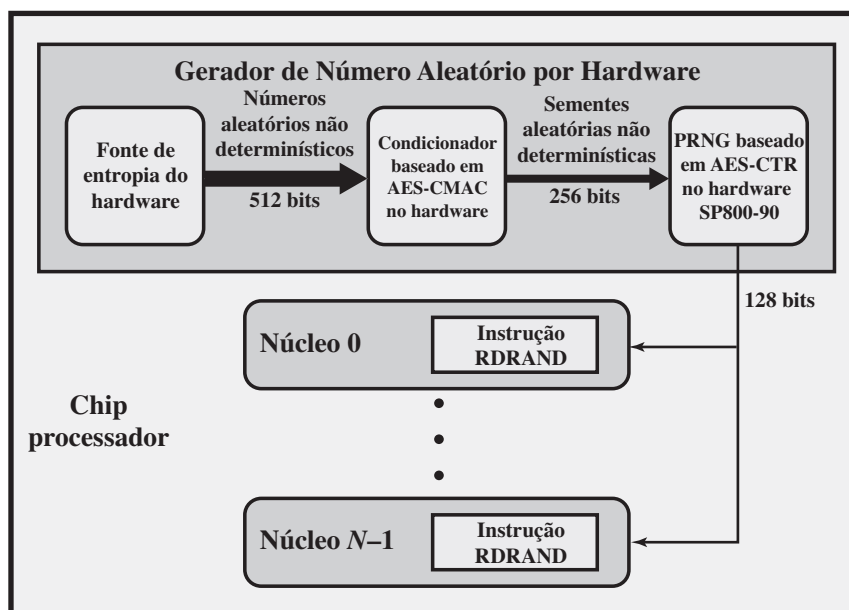 Gerador de Número Aleatório por Hardware
Fonte de
entropia do
hardware
Números
aleatórios não
determinísticos
512 bits
Condicionador
baseado em
AES-CMAC
no hardware
Sementes
aleatórias não
determinísticas
256 bits
PRNG baseado
em AES-CTR
no hardware
SP800-90
128 bits
Núcleo 0
Instrução
RDRAND
Chip
processador
Núcleo N–1
Instrução
RDRAND